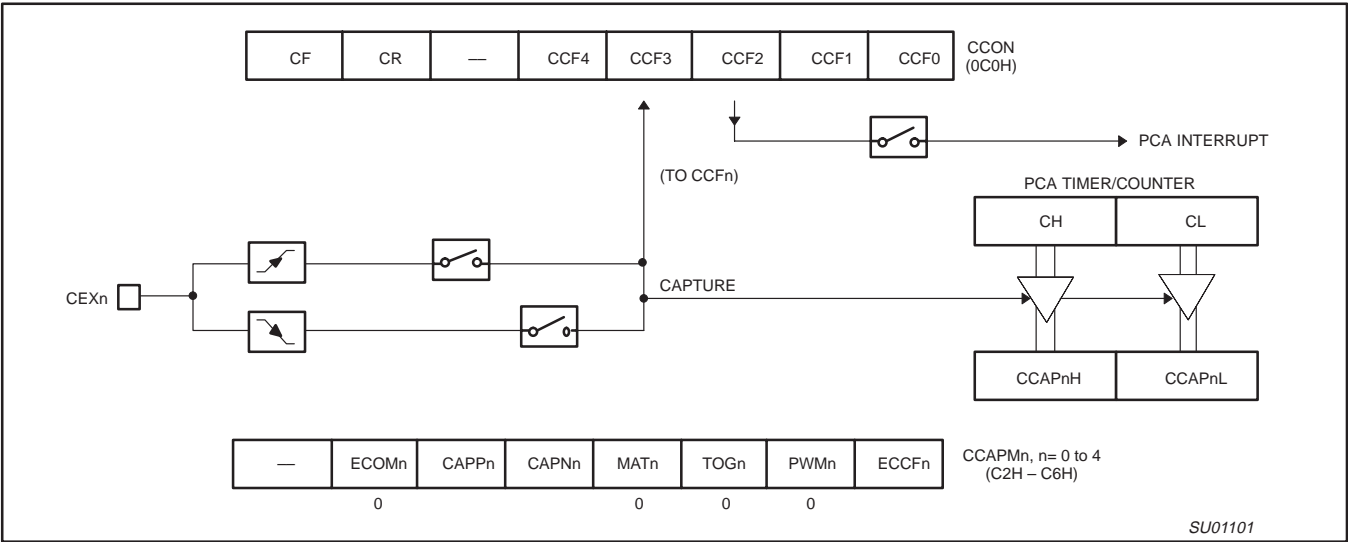 CF CR — CCF4 CCF3 CCF2 CCF1 CCF0
CCON
(0C0H)
PCA INTERRUPT
(TO CCFn)
PCA TIMER/COUNTER
CH CL
CEXn
CAPTURE
CCAPnH CCAPnL
— ECOMn CAPPn CAPNn MATn TOGn PWMn ECCFn
CCAPMn, n= 0 to 4
(C2H – C6H)
0 0 0 0
SU01101